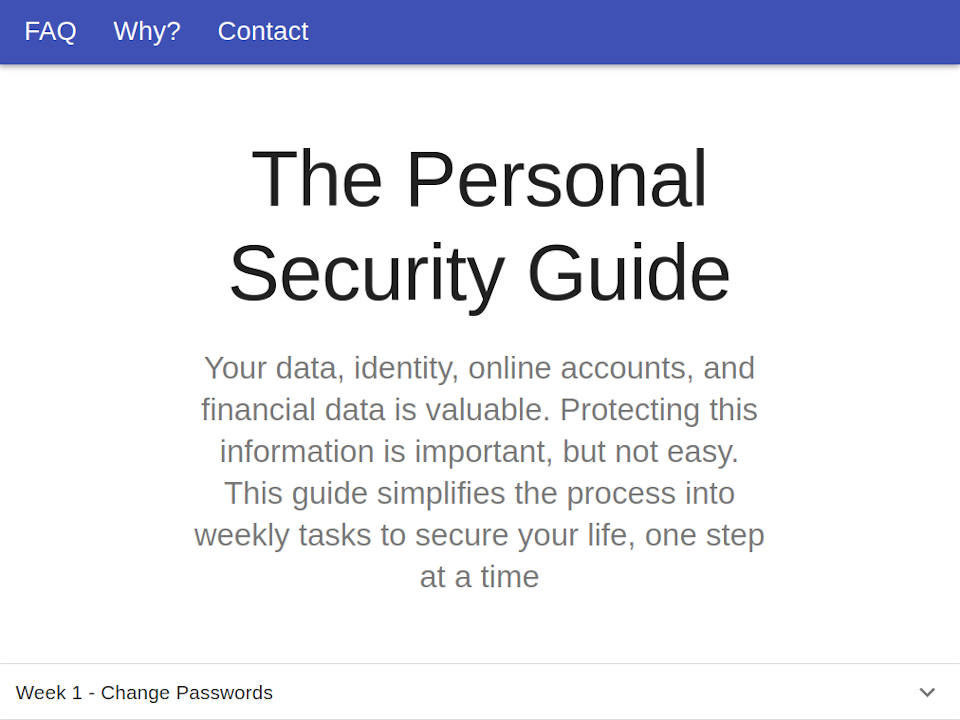 FAQ Why? Contact
The Personal
Security Guide
Your data, identity, online accounts, and
financial data is valuable. Protecting this
information is important, but not easy.
This guide simplifies the process into
weekly tasks to secure your life, one step
at a time
Week 1 - Change Passwords